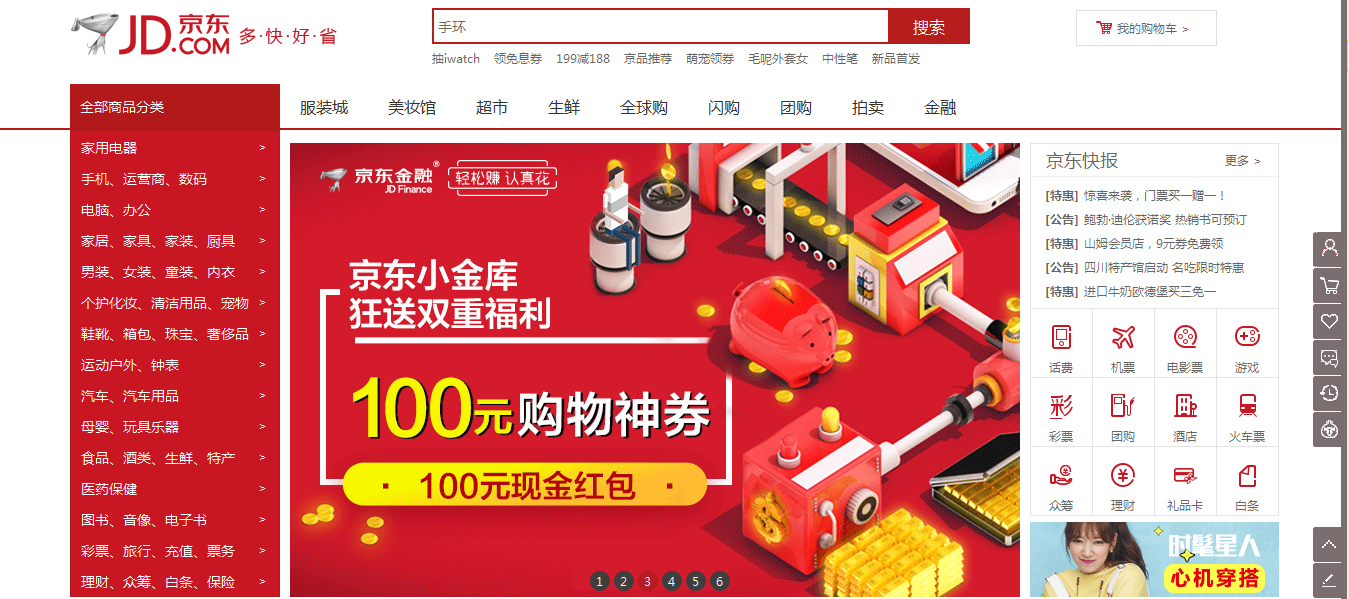 JD.COM 京东
多·快·好·省
手环
搜索
我的购物车 >
抽iwatch 领免息券 199减188 京品推荐 萌宠领券 毛呢外套女 中性笔 新品首发
全部商品分类
服装城 美妆馆 超市 生鲜 全球购 闪购 团购 拍卖 金融
家用电器 >
手机、运营商、数码 >
电脑、办公 >
家居、家具、家装、厨具 >
男装、女装、童装、内衣 >
个护化妆、清洁用品、宠物 >
鞋靴、箱包、珠宝、奢侈品 >
运动户外、钟表 >
汽车、汽车用品 >
母婴、玩具乐器 >
食品、酒类、生鲜、特产 >
医药保健 >
图书、音像、电子书 >
彩票、旅行、充值、票务 >
理财、众筹、白条、保险 >
京东金融®
JD Finance
轻松赚 认真花
京东小金库
狂送双重福利
100元购物神券
· 100元现金红包 ·
1 2 3 4 5 6
京东快报 更多 >
[特惠] 惊喜来袭，门票买一赠一！
[公告] 鲍勃·迪伦获诺奖 热销书可预订
[特惠] 山姆会员店，9元券免费领
[公告] 四川特产馆启动 名吃限时特惠
[特惠] 进口牛奶欧德堡买三免一
话费 机票 电影票 游戏
彩
彩票 团购 酒店 火车票
众筹 理财 礼品卡 白条
时髦星人
心机穿搭